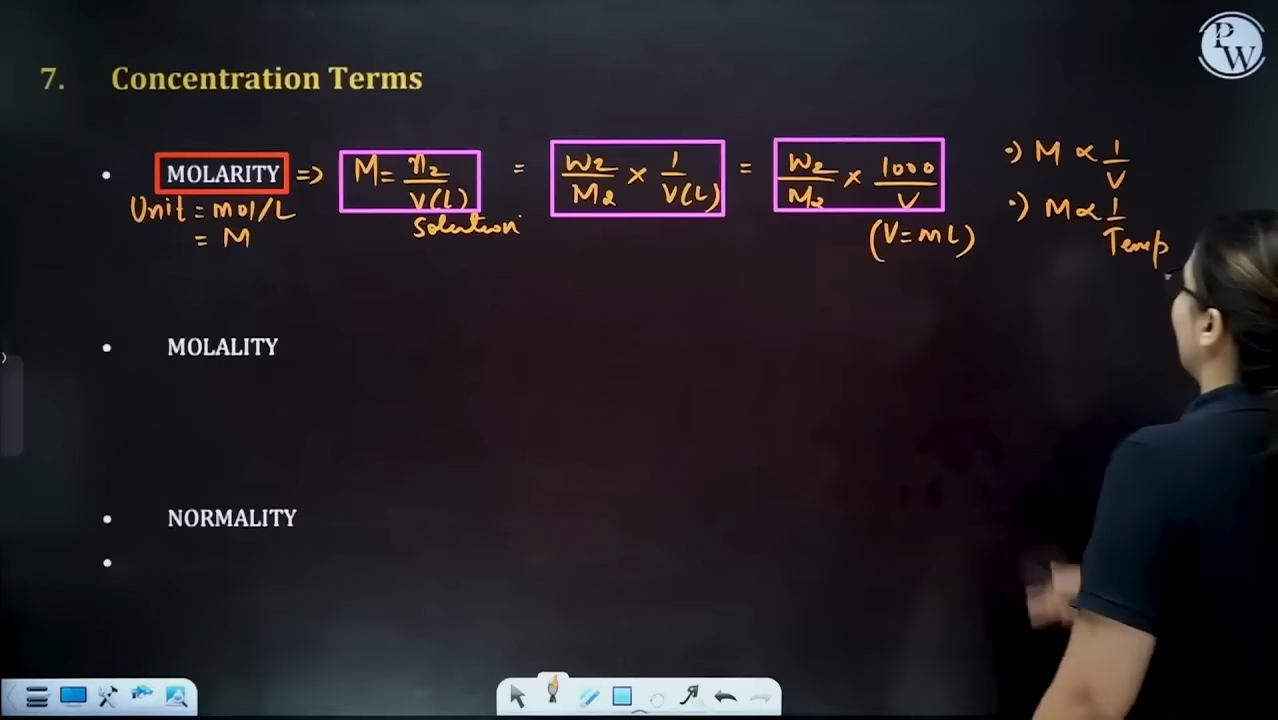 PW
7. Concentration Terms
• MOLARITY => M = n2/V(L) = W2/M2 × 1/V(L) = W2/M2 × 1000/V
solution
(V=mL)
Unit = mol/L
= M
•) M ∝ 1/V
•) M ∝ 1/Temp
• MOLALITY
• NORMALITY
•